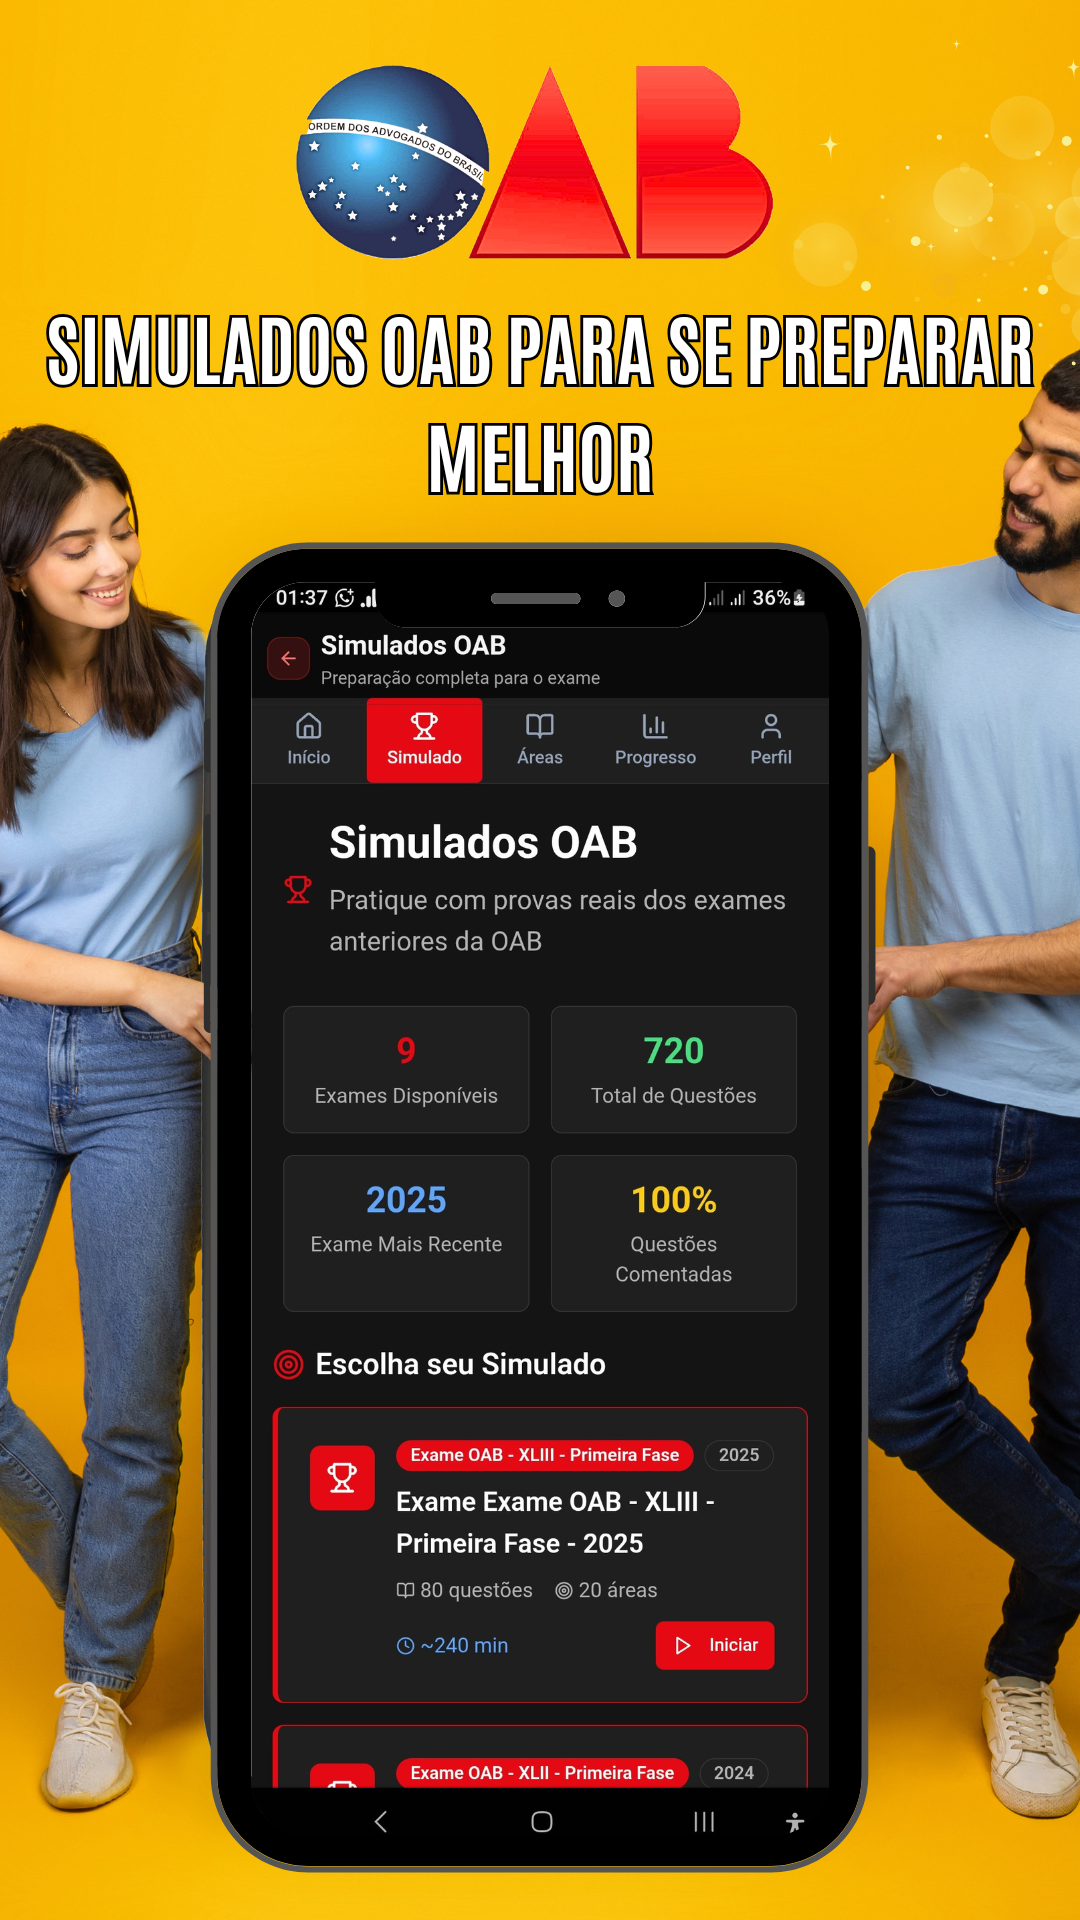 ORDEM DOS ADVOGADOS DO BRASIL
OAB
SIMULADOS OAB PARA SE PREPARAR
MELHOR
01:37
36%
Simulados OAB
Preparação completa para o exame
Início
Simulado
Áreas
Progresso
Perfil
Simulados OAB
Pratique com provas reais dos exames
anteriores da OAB
9
Exames Disponíveis
720
Total de Questões
2025
Exame Mais Recente
100%
Questões
Comentadas
Escolha seu Simulado
Exame OAB - XLIII - Primeira Fase
2025
Exame Exame OAB - XLIII -
Primeira Fase - 2025
80 questões
20 áreas
~240 min
Iniciar
Exame OAB - XLII - Primeira Fase
2024